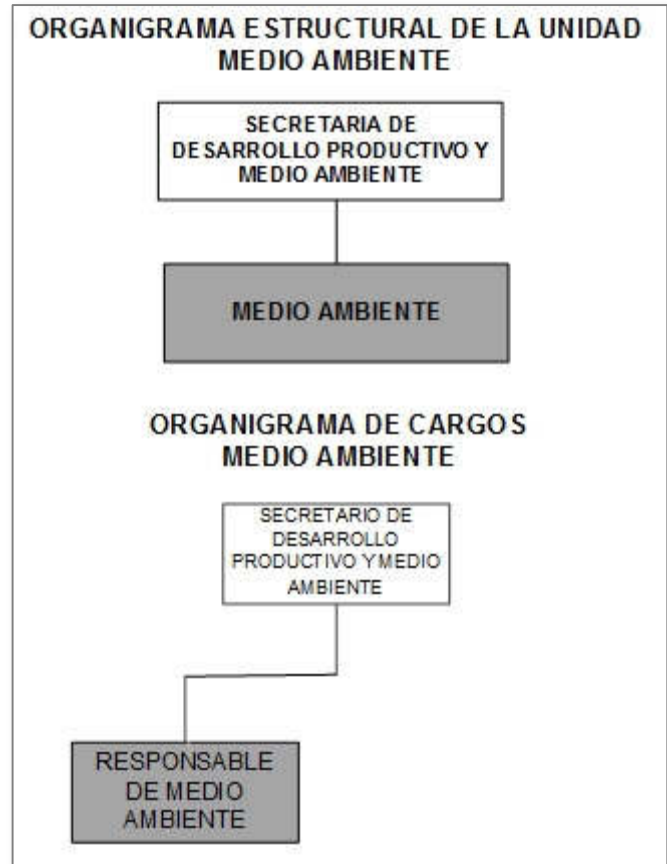 ORGANIGRAMA ESTRUCTURAL DE LA UNIDAD
MEDIO AMBIENTE
SECRETARIA DE
DESARROLLO PRODUCTIVO Y
MEDIO AMBIENTE
MEDIO AMBIENTE
ORGANIGRAMA DE CARGOS
MEDIO AMBIENTE
SECRETARIO DE
DESARROLLO
PRODUCTIVO Y MEDIO
AMBIENTE
RESPONSABLE
DE MEDIO
AMBIENTE